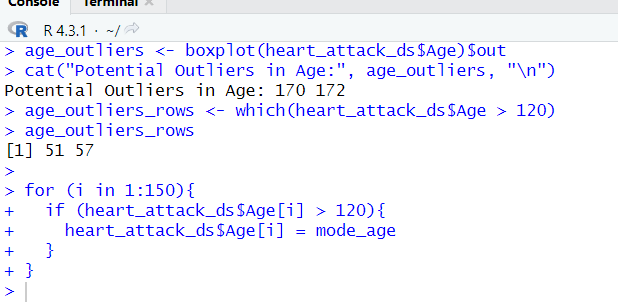 Console Terminal ×
R 4.3.1 · ~/
> age_outliers <- boxplot(heart_attack_ds$Age)$out
> cat("Potential Outliers in Age:", age_outliers, "\n")
Potential Outliers in Age: 170 172
> age_outliers_rows <- which(heart_attack_ds$Age > 120)
> age_outliers_rows
[1] 51 57
>
> for (i in 1:150){
+   if (heart_attack_ds$Age[i] > 120){
+     heart_attack_ds$Age[i] = mode_age
+   }
+ }
>